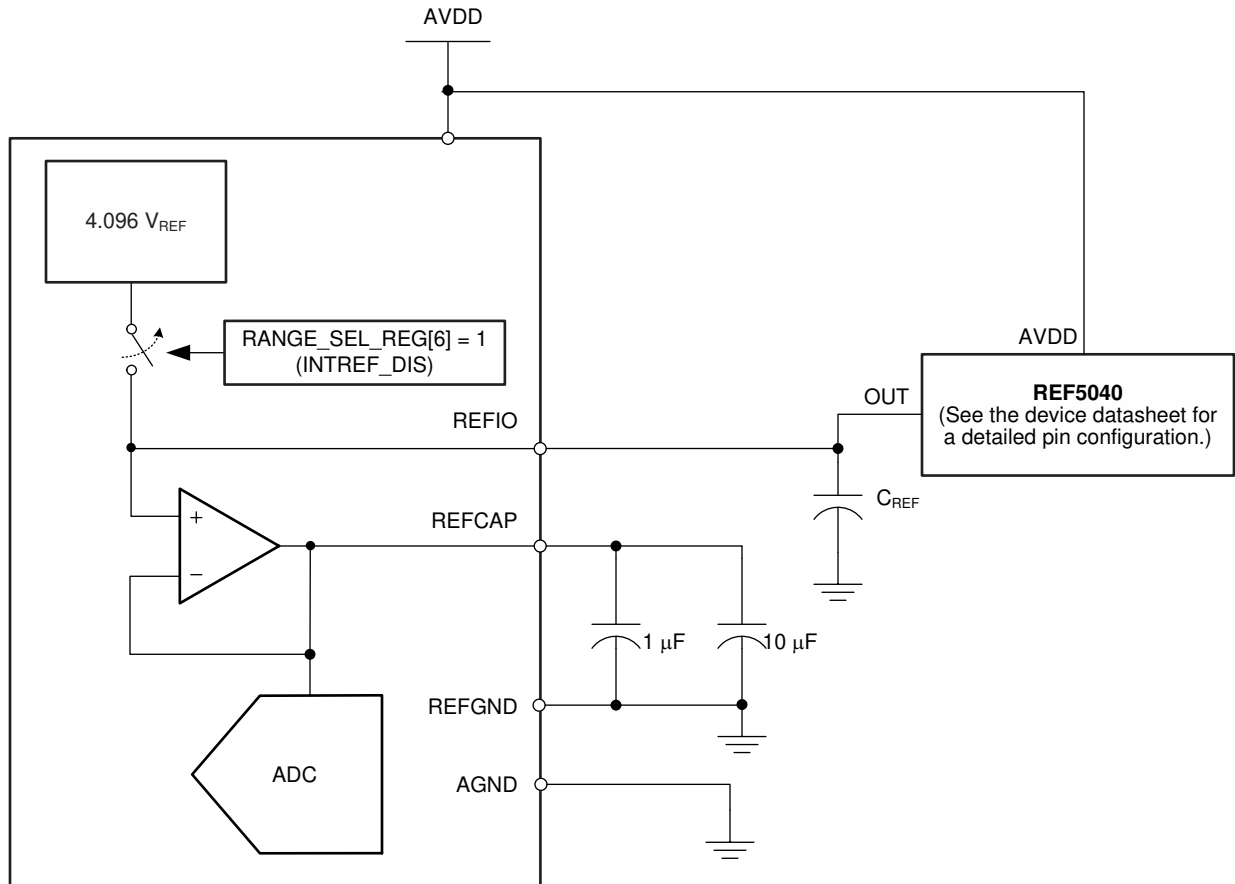 AVDD
4.096 VREF
RANGE_SEL_REG[6] = 1
(INTREF_DIS)
AVDD
OUT
REF5040
(See the device datasheet for
a detailed pin configuration.)
REFIO
CREF
+
REFCAP
−
1 μF
10 μF
REFGND
ADC
AGND